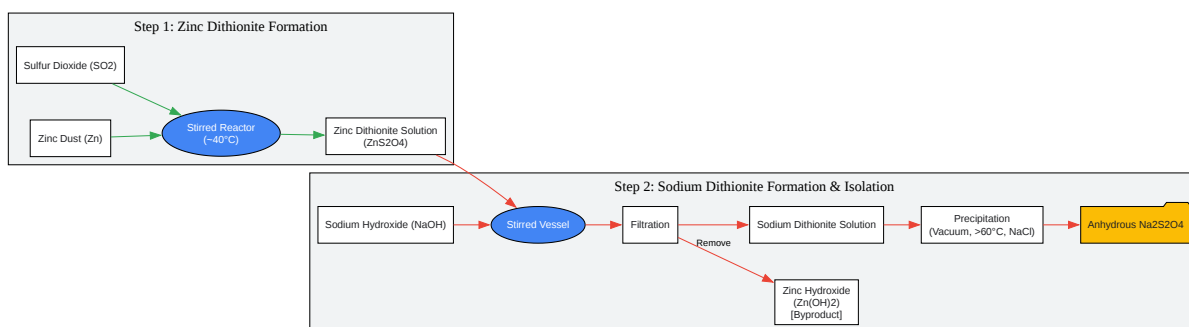 Step 1: Zinc Dithionite Formation
Sulfur Dioxide (SO2)
Zinc Dust (Zn)
Stirred Reactor
(~40°C)
Zinc Dithionite Solution
(ZnS2O4)
Step 2: Sodium Dithionite Formation & Isolation
Sodium Hydroxide (NaOH)
Stirred Vessel
Filtration
Sodium Dithionite Solution
Precipitation
(Vacuum, >60°C, NaCl)
Anhydrous Na2S2O4
Remove
Zinc Hydroxide
(Zn(OH)2)
[Byproduct]